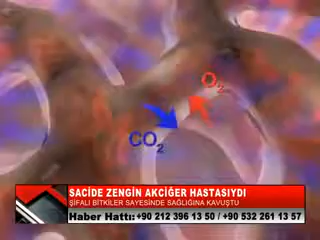 O2
CO2
SACİDE ZENGİN AKCİĞER HASTASIYDI
ŞİFALI BİTKİLER SAYESİNDE SAĞLIĞINA KAVUŞTU
Haber Hattı:+90 212 396 13 50 / +90 532 261 13 57